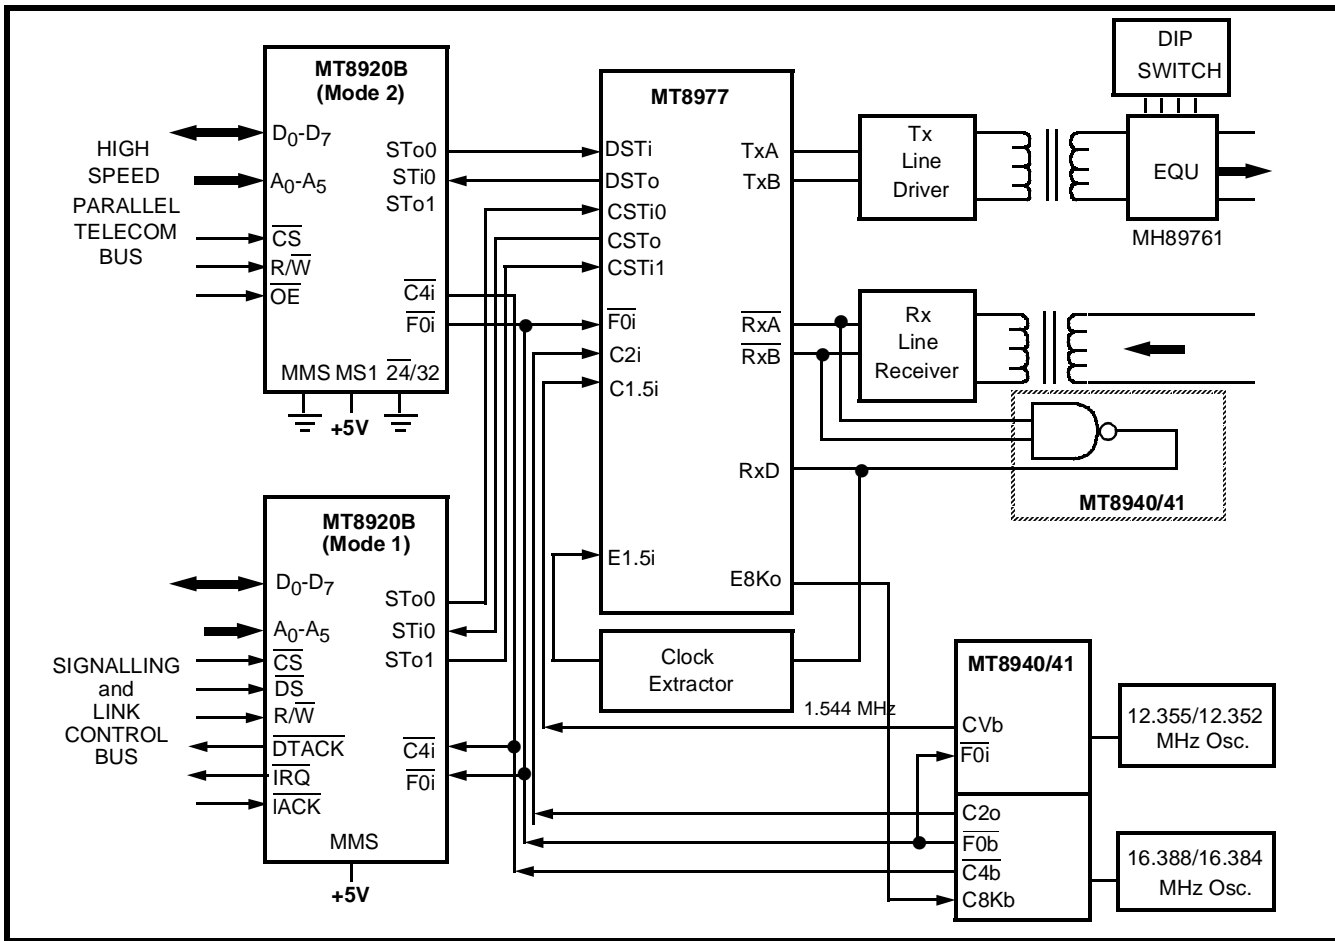 MT8920B
(Mode 2)
HIGH
SPEED
PARALLEL
TELECOM
BUS
D0-D7
A0-A5
CS
R/W
OE
STo0
STi0
STo1
C4i
F0i
MMS MS1 24/32
+5V
MT8920B
(Mode 1)
SIGNALLING
and
LINK
CONTROL
BUS
D0-D7
A0-A5
CS
DS
R/W
DTACK
IRQ
IACK
STo0
STi0
STo1
C4i
F0i
MMS
+5V
MT8977
DSTi
DSTo
CSTi0
CSTo
CSTi1
F0i
C2i
C1.5i
E1.5i
TxA
TxB
RxA
RxB
RxD
E8Ko
Clock
Extractor
1.544 MHz
Tx
Line
Driver
DIP
SWITCH
EQU
MH89761
Rx
Line
Receiver
MT8940/41
MT8940/41
CVb
F0i
C2o
F0b
C4b
C8Kb
12.355/12.352
MHz Osc.
16.388/16.384
MHz Osc.